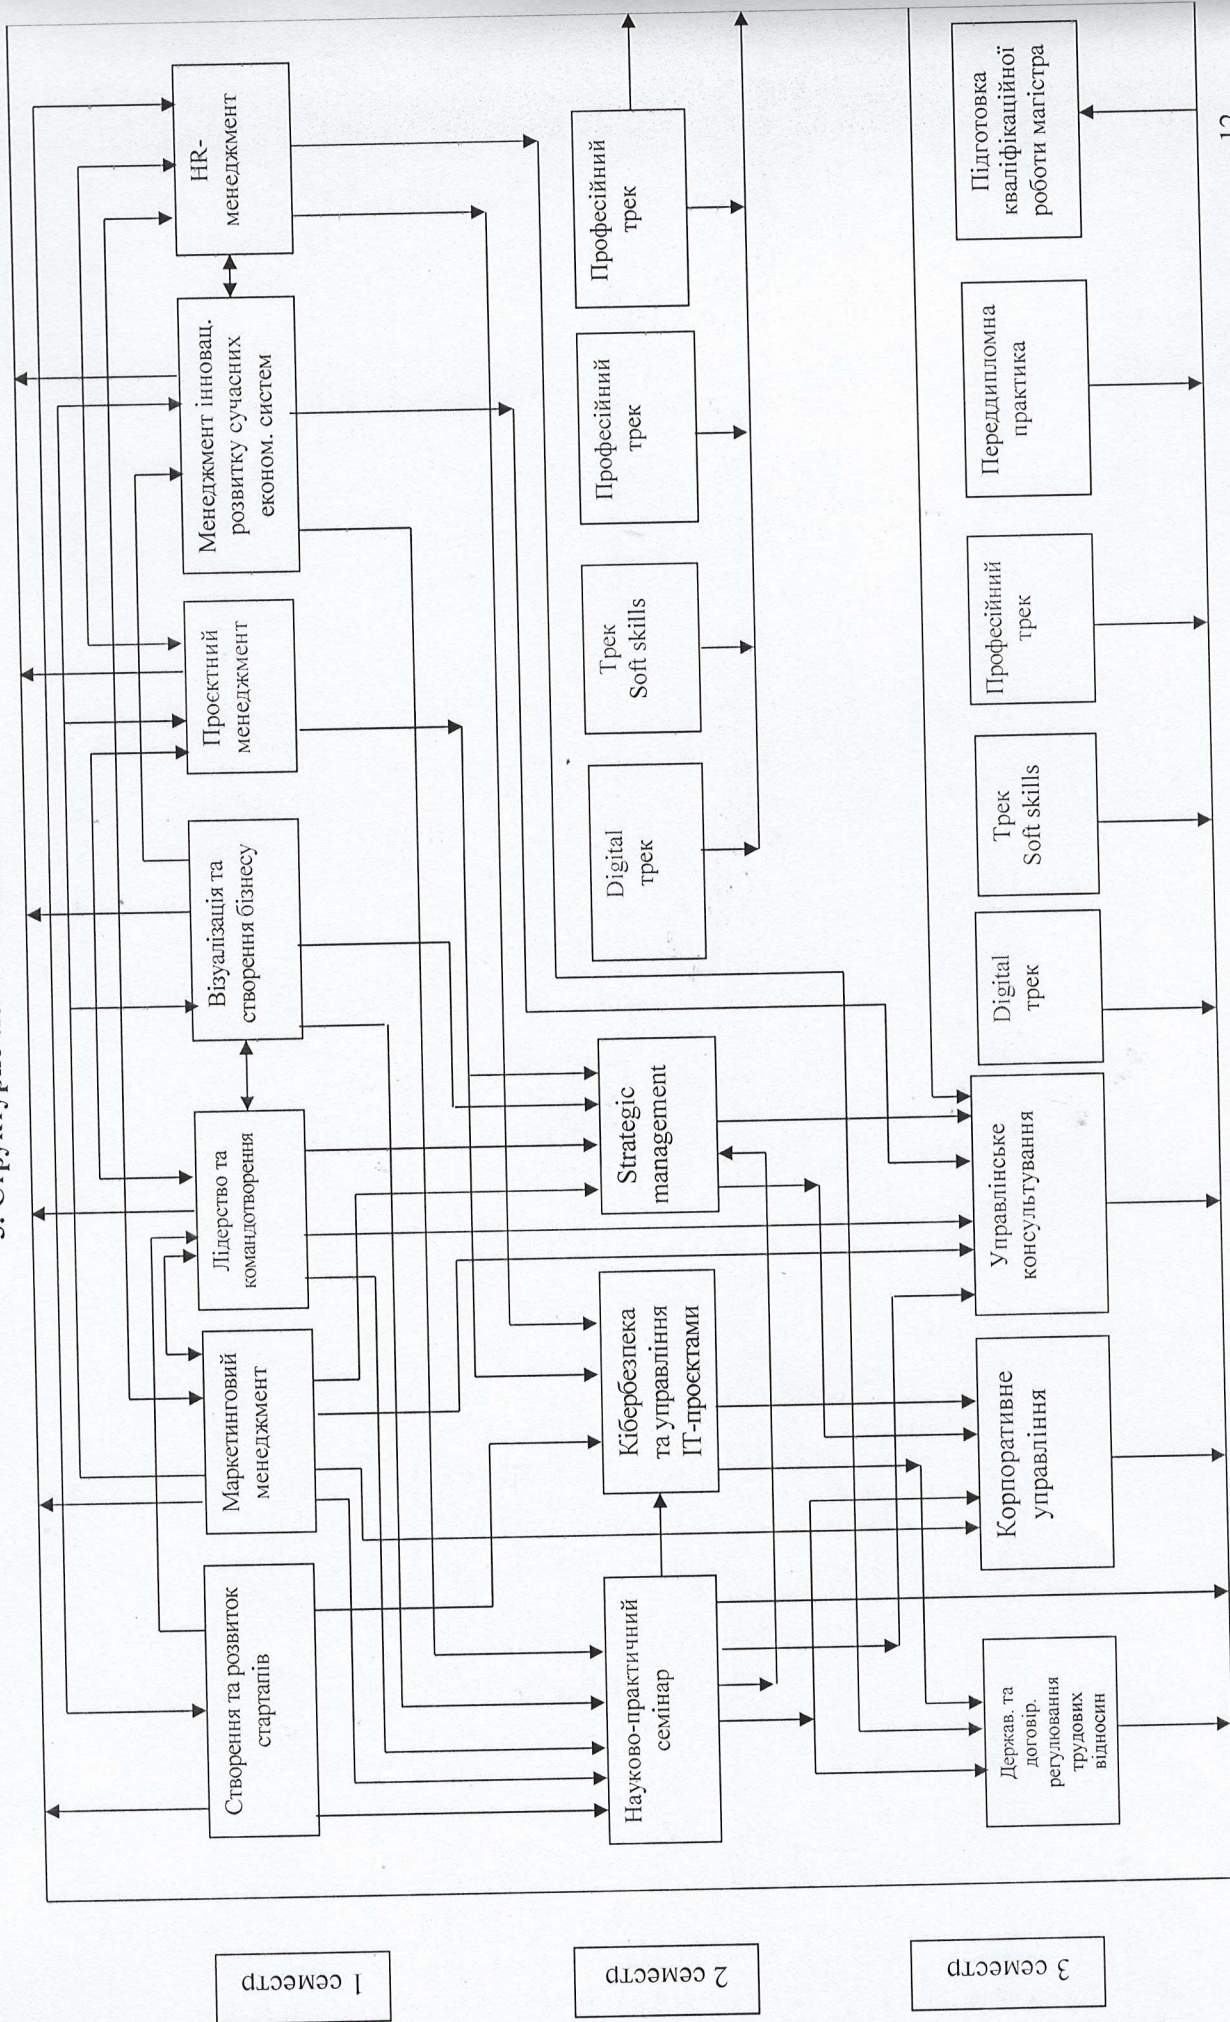 1 семестр
Створення та розвиток
стартапів
Маркетинговий
менеджмент
Лідерство та
командотворення
Візуалізація та
створення бізнесу
Проєктний
менеджмент
Менеджмент інновац.
розвитку сучасних
економ. систем
HR-
менеджмент
2 семестр
Науково-практичний
семінар
Кібербезпека
та управління
ІТ-проєктами
Strategic
management
Digital
трек
Трек
Soft skills
Професійний
трек
Професійний
трек
3 семестр
Держав. та
договір.
регулювання
трудових
відносин
Корпоративне
управління
Управлінське
консультування
Digital
трек
Трек
Soft skills
Професійний
трек
Переддипломна
практика
Підготовка
кваліфікаційної
роботи магістра